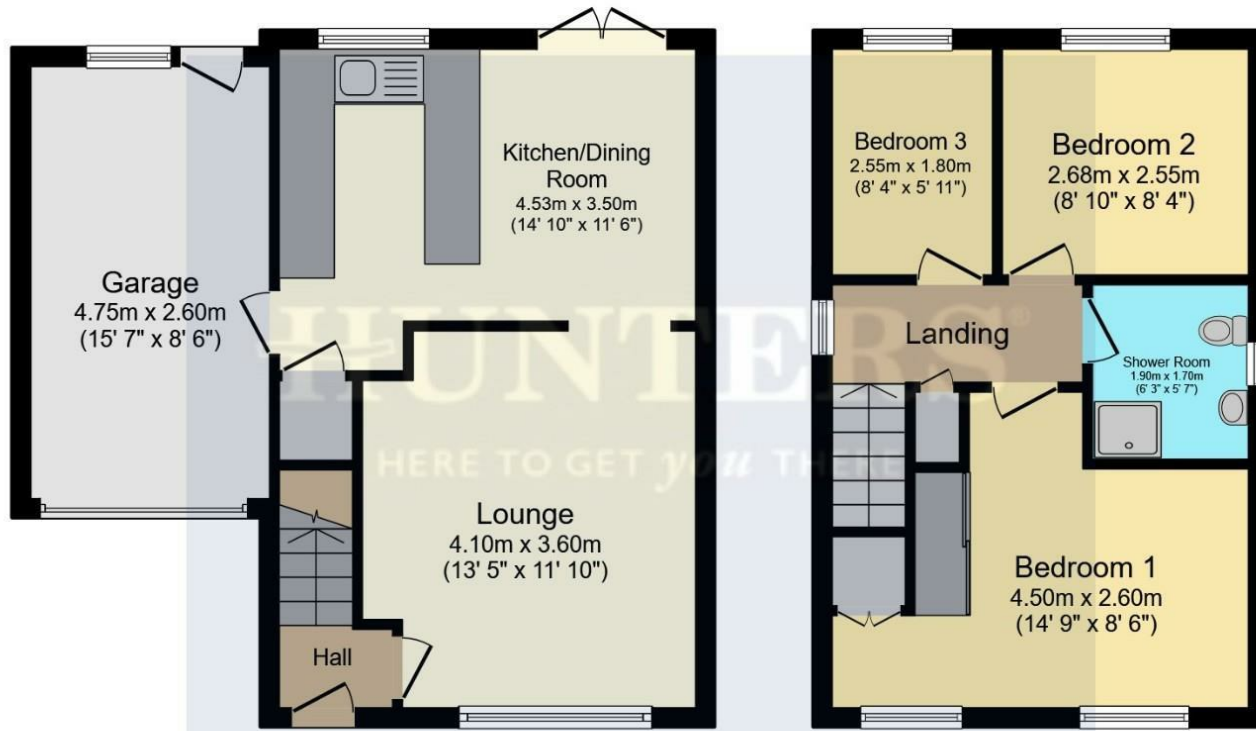 Garage
4.75m x 2.60m
(15' 7" x 8' 6")
Kitchen/Dining
Room
4.53m x 3.50m
(14' 10" x 11' 6")
Lounge
4.10m x 3.60m
(13' 5" x 11' 10")
Hall
Bedroom 3
2.55m x 1.80m
(8' 4" x 5' 11")
Bedroom 2
2.68m x 2.55m
(8' 10" x 8' 4")
Landing
Shower Room
1.90m x 1.70m
(6' 3" x 5' 7")
Bedroom 1
4.50m x 2.60m
(14' 9" x 8' 6")
HUNTERS®
HERE TO GET you THERE